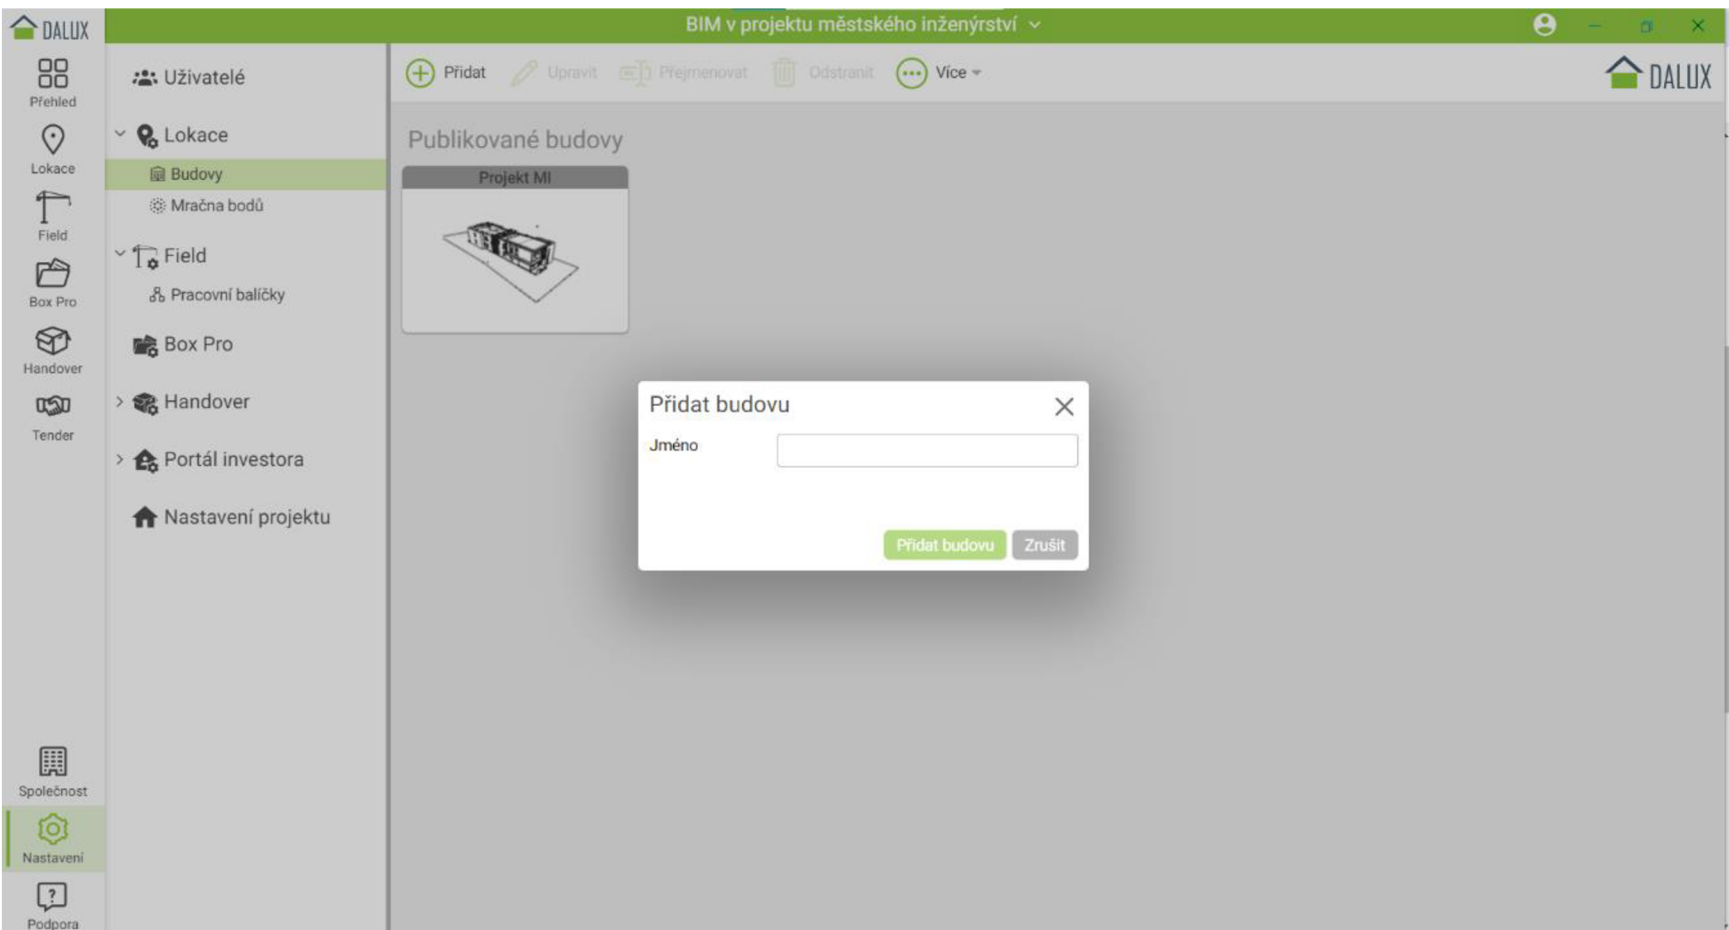 DALUX
BIM v projektu městského inženýrství
Přehled
Lokace
Field
Box Pro
Handover
Tender
Společnost
Nastavení
Podpora
Uživatelé
Lokace
Budovy
Mračna bodů
Field
Pracovní balíčky
Box Pro
Handover
Portál investora
Nastavení projektu
Přidat Upravit Přejmenovat Odstranit Více
DALUX
Publikované budovy
Projekt MI
Přidat budovu
Jméno
Přidat budovu Zrušit